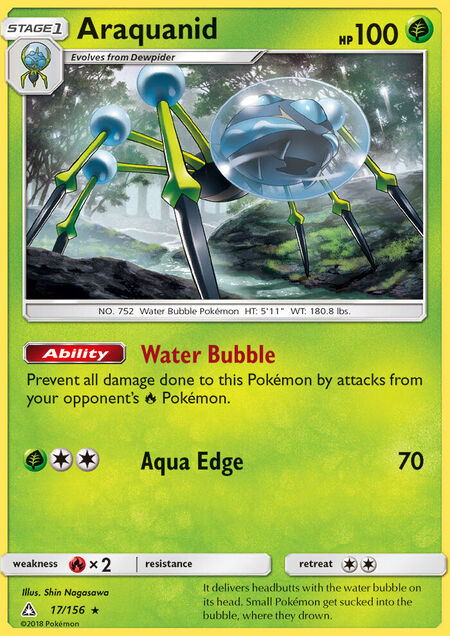 STAGE1
Araquanid
HP 100
Evolves from Dewpider
NO. 752 Water Bubble Pokémon HT: 5'11" WT: 180.8 lbs.
Ability Water Bubble
Prevent all damage done to this Pokémon by attacks from
your opponent's Pokémon.
Aqua Edge 70
weakness ×2 resistance retreat
Illus. Shin Nagasawa
17/156 ★
©2018 Pokémon
It delivers headbutts with the water bubble on
its head. Small Pokémon get sucked into the
bubble, where they drown.